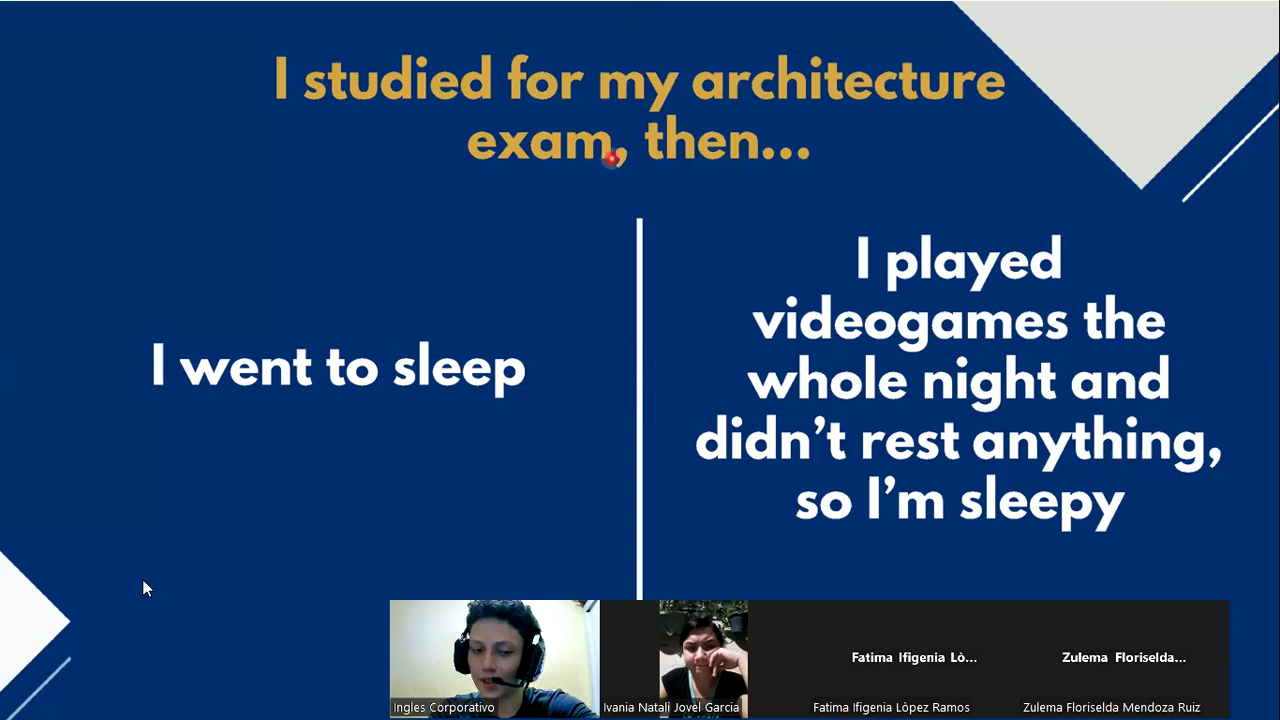 I studied for my architecture
exam, then...
I went to sleep
I played
videogames the
whole night and
didn't rest anything,
so I'm sleepy
Fatima Ifigenia Lò...
Zulema Floriselda...
Ingles Corporativo
Ivania Natali Jovel Garcia
Fatima Ifigenia Lòpez Ramos
Zulema Floriselda Mendoza Ruiz